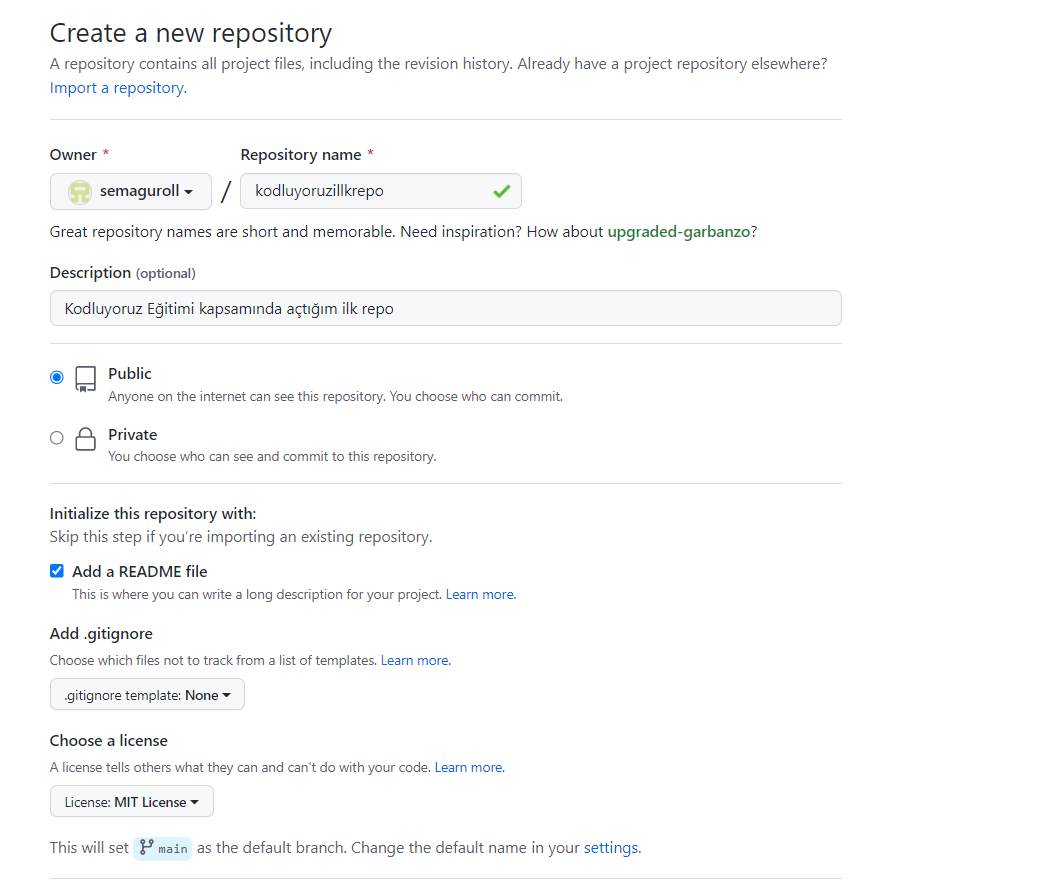 Create a new repository
A repository contains all project files, including the revision history. Already have a project repository elsewhere?
Import a repository.
Owner * Repository name *
semaguroll / kodluyoruzillkrepo
Great repository names are short and memorable. Need inspiration? How about upgraded-garbanzo?
Description (optional)
Kodluyoruz Eğitimi kapsamında açtığım ilk repo
Public
Anyone on the internet can see this repository. You choose who can commit.
Private
You choose who can see and commit to this repository.
Initialize this repository with:
Skip this step if you're importing an existing repository.
Add a README file
This is where you can write a long description for your project. Learn more.
Add .gitignore
Choose which files not to track from a list of templates. Learn more.
.gitignore template: None
Choose a license
A license tells others what they can and can't do with your code. Learn more.
License: MIT License
This will set main as the default branch. Change the default name in your settings.